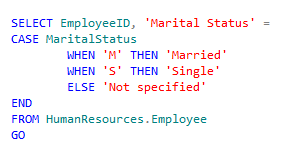 SELECT EmployeeID, 'Marital Status' =
CASE MaritalStatus
WHEN 'M' THEN 'Married'
WHEN 'S' THEN 'Single'
ELSE 'Not specified'
END
FROM HumanResources.Employee
GO